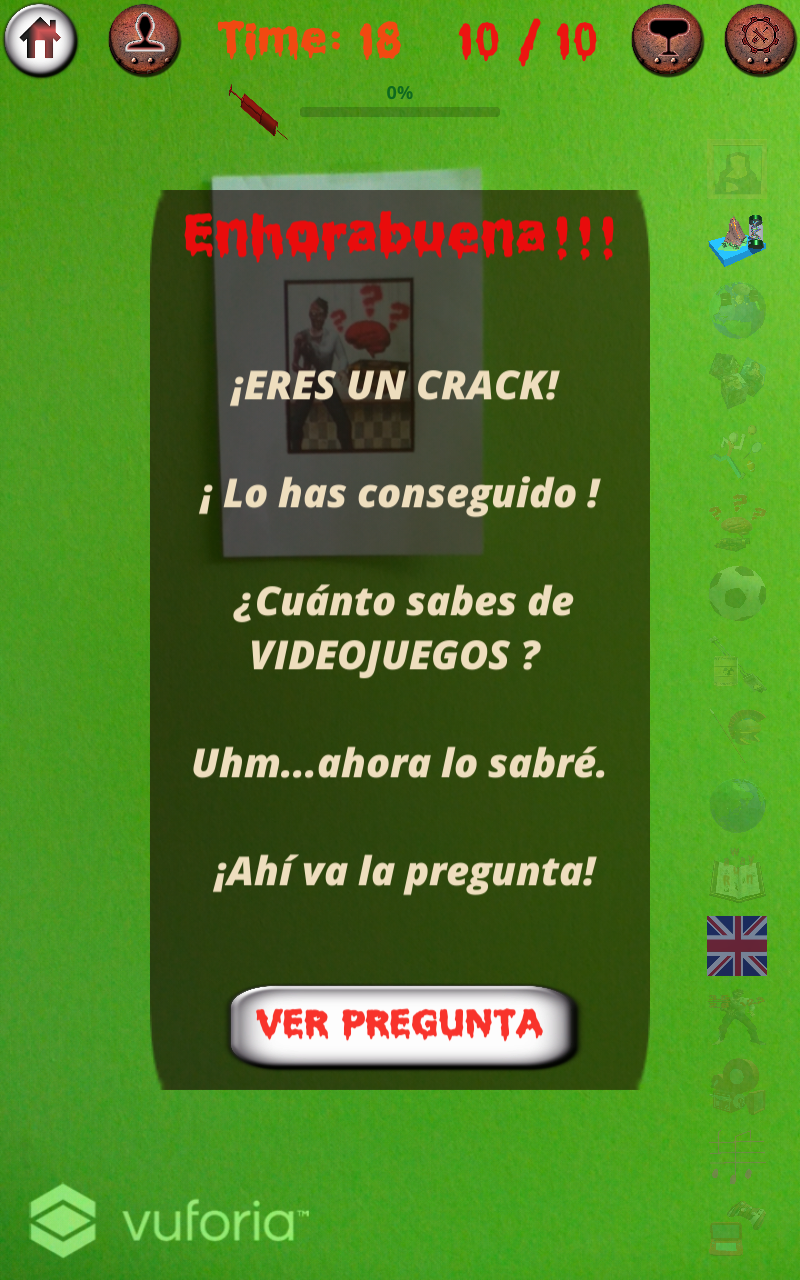 Time: 18
10 / 10
0%
Enhorabuena!!!
¡ERES UN CRACK!
¡ Lo has conseguido !
¿Cuánto sabes de
VIDEOJUEGOS ?
Uhm...ahora lo sabré.
¡Ahí va la pregunta!
VER PREGUNTA
vuforia™